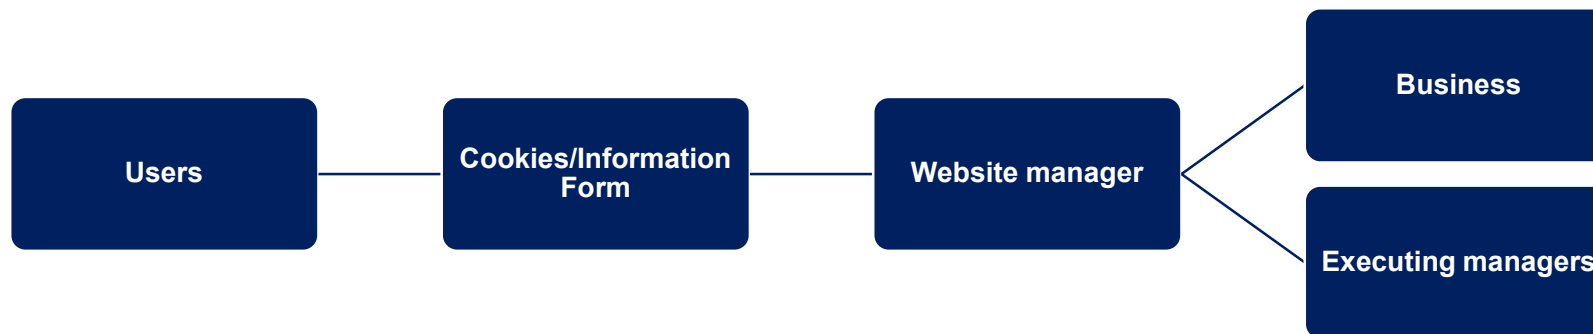 Users
Cookies/Information
Form
Website manager
Business
Executing managers